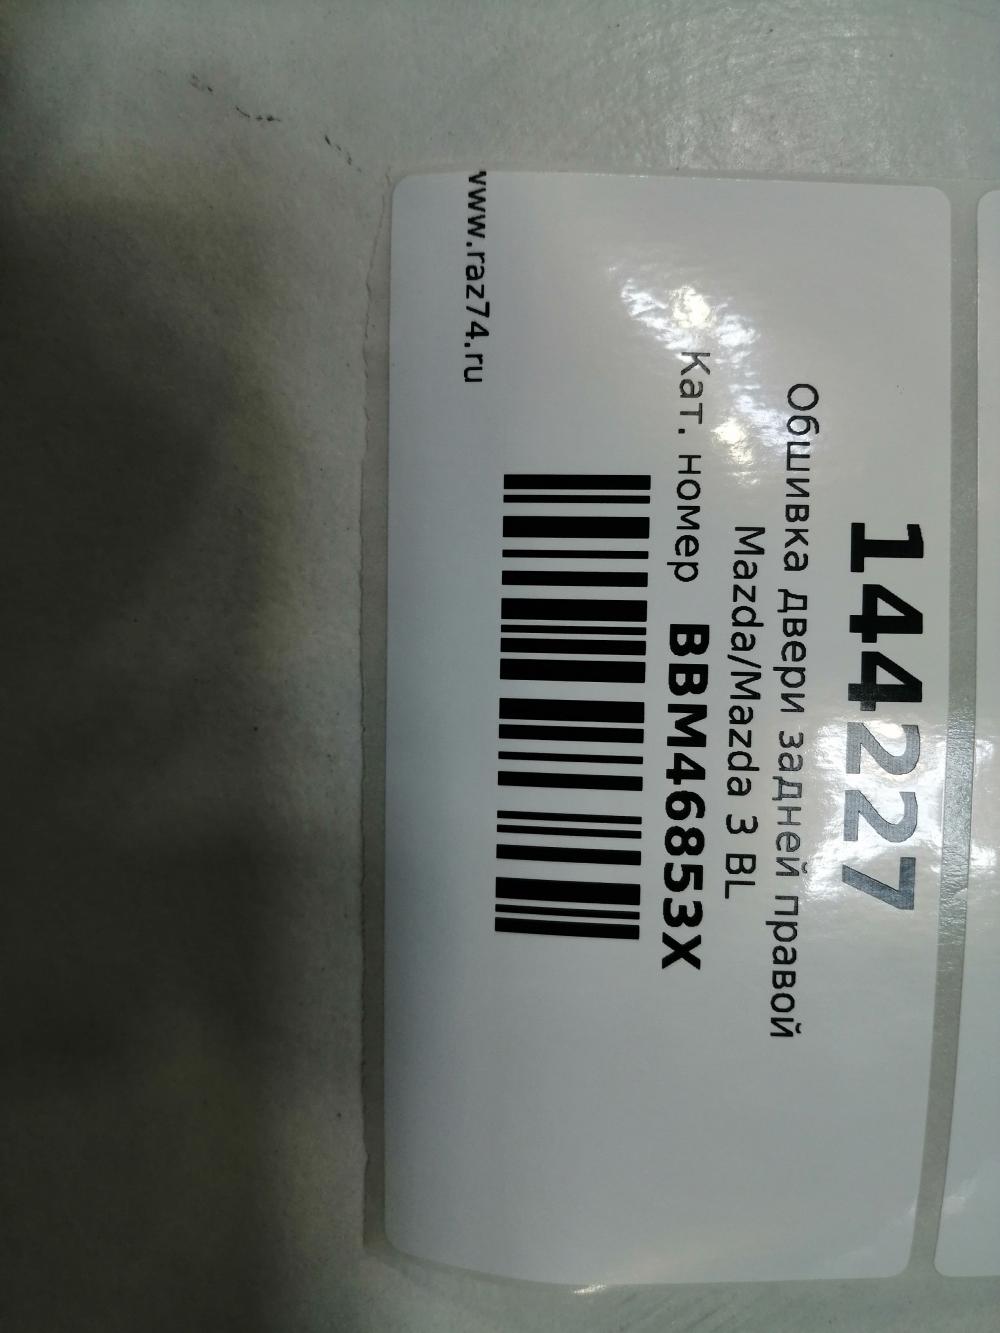 144227
Обшивка двери задней правой
Mazda/Mazda 3 BL
Кат. номер BBM46853X
www.raz74.ru